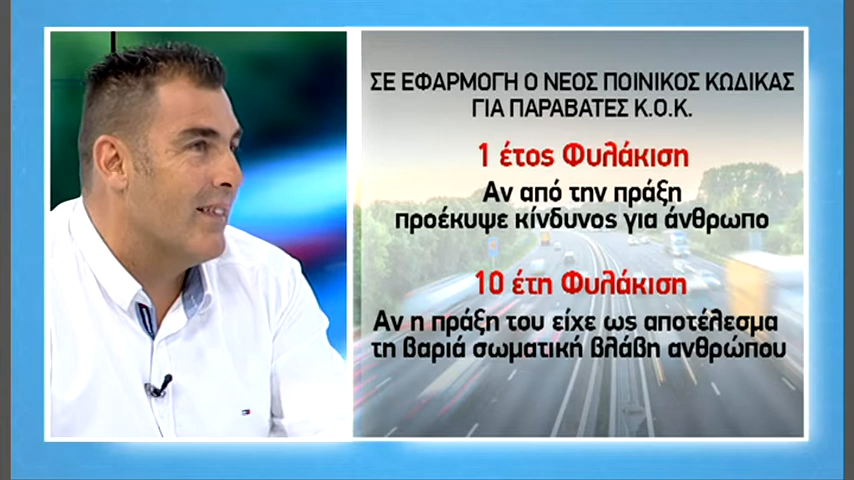 ΣΕ ΕΦΑΡΜΟΓΗ Ο ΝΕΟΣ ΠΟΙΝΙΚΟΣ ΚΩΔΙΚΑΣ
ΓΙΑ ΠΑΡΑΒΑΤΕΣ Κ.Ο.Κ.
1 έτος Φυλάκιση
Αν από την πράξη
προέκυψε κίνδυνος για άνθρωπο
10 έτη Φυλάκιση
Αν η πράξη του είχε ως αποτέλεσμα
τη βαριά σωματική βλάβη ανθρώπου